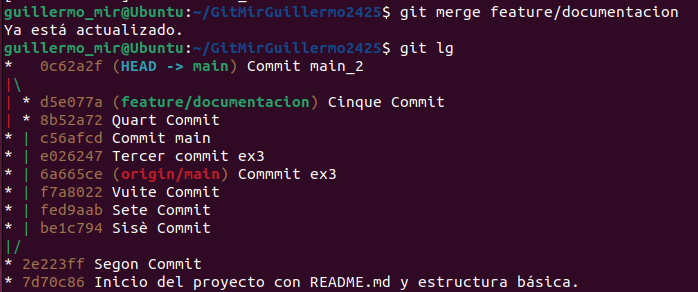 guillermo_mir@Ubuntu:~/GitMirGuillermo2425$ git merge feature/documentacion
Ya está actualizado.
guillermo_mir@Ubuntu:~/GitMirGuillermo2425$ git lg
*   0c62a2f (HEAD -> main) Commit main_2
|\
| * d5e077a (feature/documentacion) Cinque Commit
| * 8b52a72 Quart Commit
* | c56afcd Commit main
* | e026247 Tercer commit ex3
* | 6a665ce (origin/main) Commmit ex3
* | f7a8022 Vuite Commit
* | fed9aab Sete Commit
* | be1c794 Sisè Commit
|/
* 2e223ff Segon Commit
* 7d70c86 Inicio del proyecto con README.md y estructura básica.